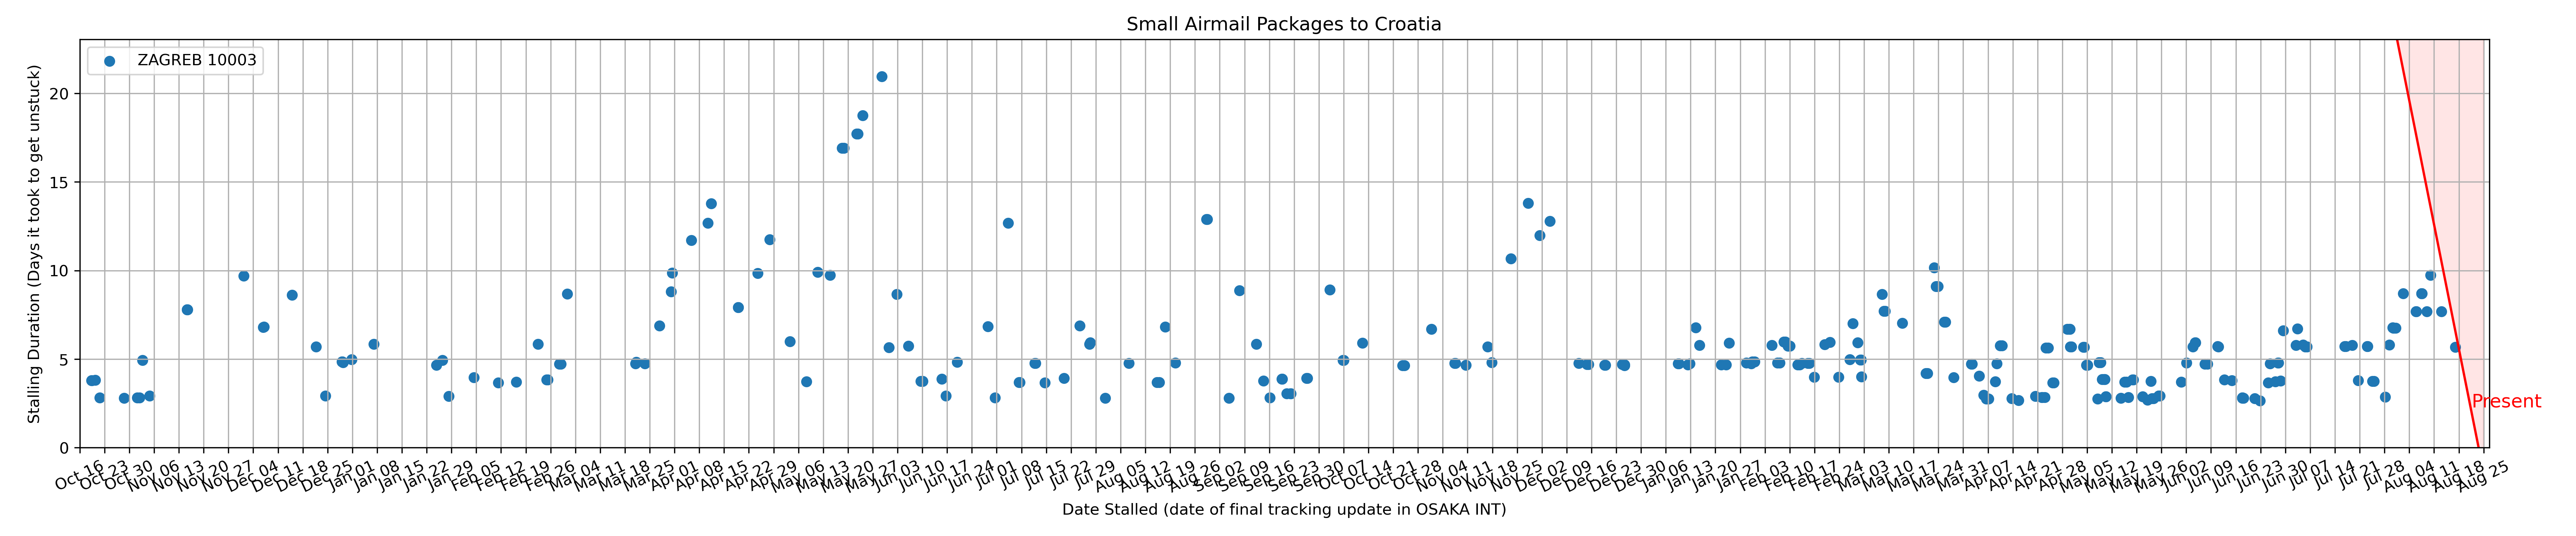 Small Airmail Packages to Croatia
ZAGREB 10003
Stalling Duration (Days it took to get unstuck)
20
15
10
5
0
Present
Oct 16
Oct 23
Oct 30
Nov 06
Nov 13
Nov 20
Nov 27
Dec 04
Dec 11
Dec 18
Dec 25
Jan 01
Jan 08
Jan 15
Jan 22
Jan 29
Feb 05
Feb 12
Feb 19
Feb 26
Mar 04
Mar 11
Mar 18
Mar 25
Apr 01
Apr 08
Apr 15
Apr 22
Apr 29
May 06
May 13
May 20
May 27
Jun 03
Jun 10
Jun 17
Jun 24
Jul 01
Jul 08
Jul 15
Jul 22
Jul 29
Aug 05
Aug 12
Aug 19
Aug 26
Sep 02
Sep 09
Sep 16
Sep 23
Sep 30
Oct 07
Oct 14
Oct 21
Oct 28
Nov 04
Nov 11
Nov 18
Nov 25
Dec 02
Dec 09
Dec 16
Dec 23
Dec 30
Jan 06
Jan 13
Jan 20
Jan 27
Feb 03
Feb 10
Feb 17
Feb 24
Mar 03
Mar 10
Mar 17
Mar 24
Mar 31
Apr 07
Apr 14
Apr 21
Apr 28
May 05
May 12
May 19
May 26
Jun 02
Jun 09
Jun 16
Jun 23
Jun 30
Jul 07
Jul 14
Jul 21
Jul 28
Aug 04
Aug 11
Aug 18
Aug 25
Date Stalled (date of final tracking update in OSAKA INT)